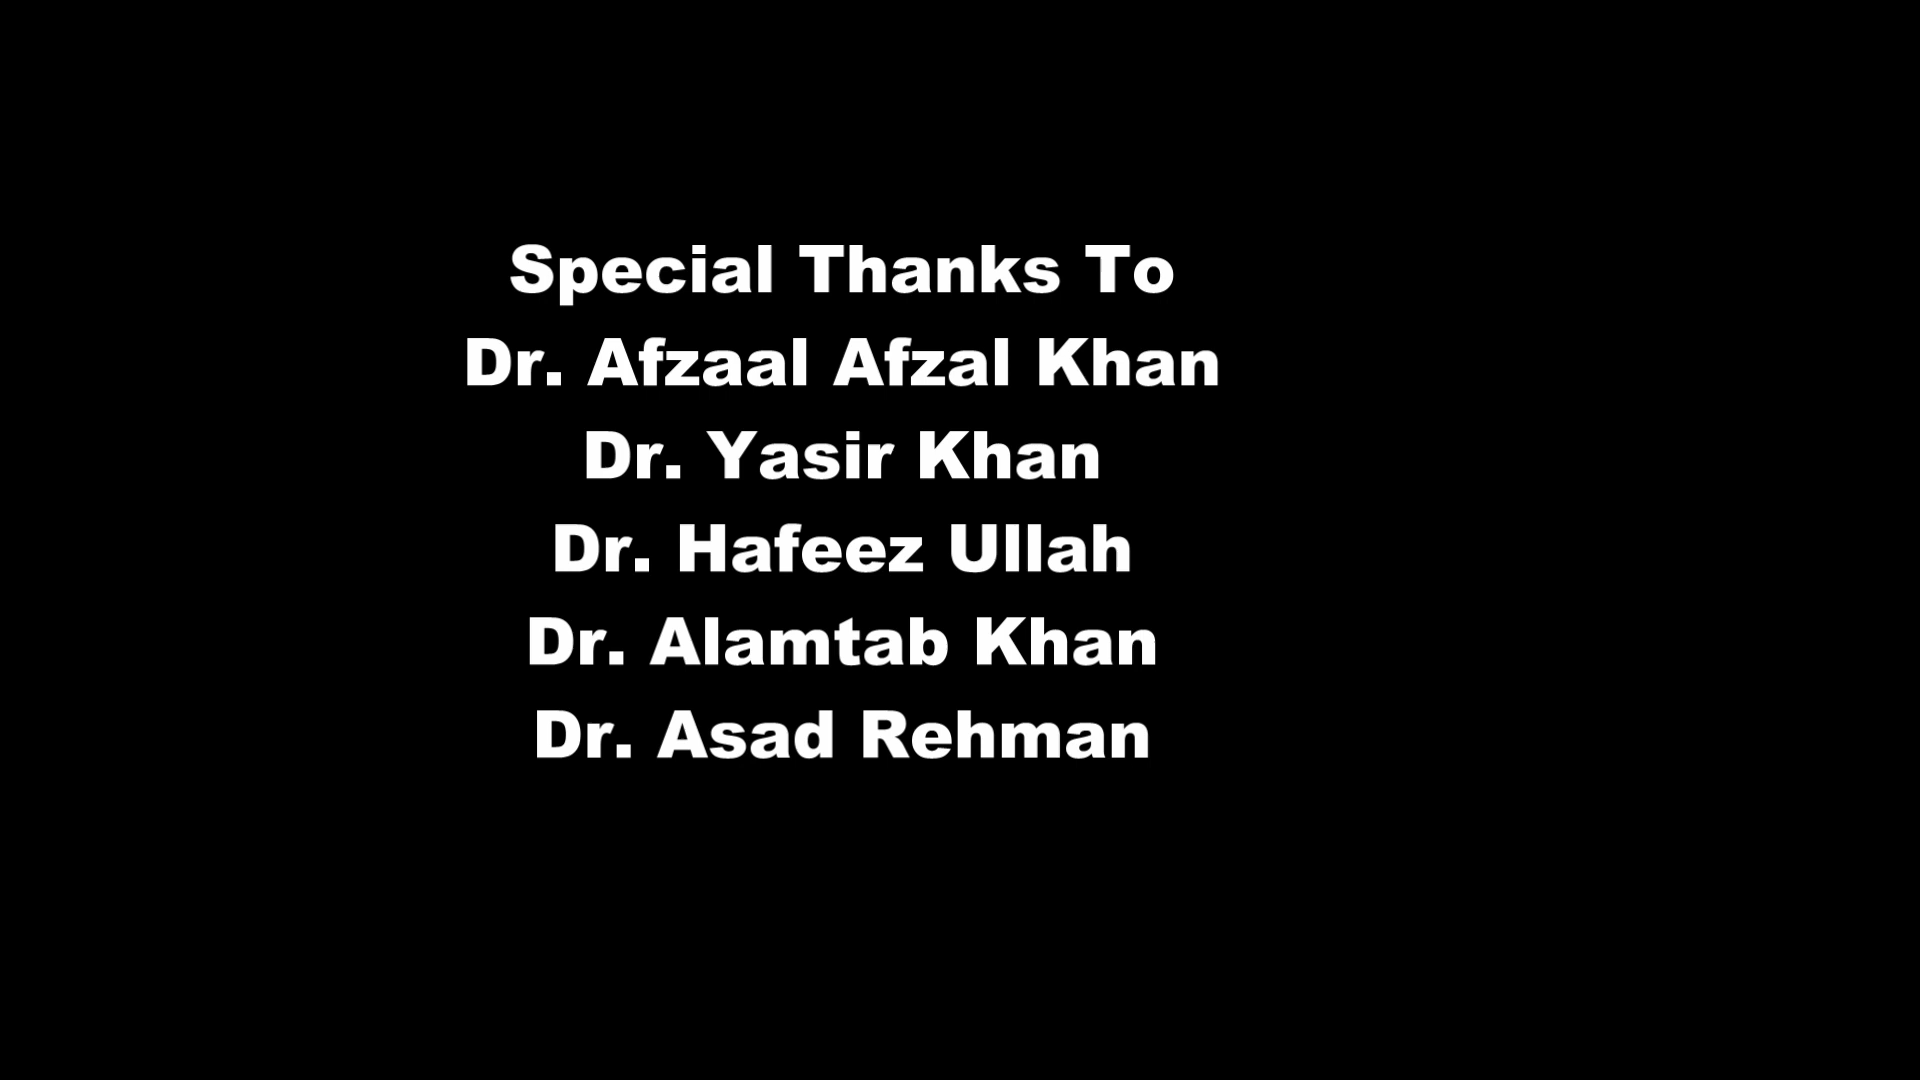 Special Thanks To
Dr. Afzaal Afzal Khan
Dr. Yasir Khan
Dr. Hafeez Ullah
Dr. Alamtab Khan
Dr. Asad Rehman